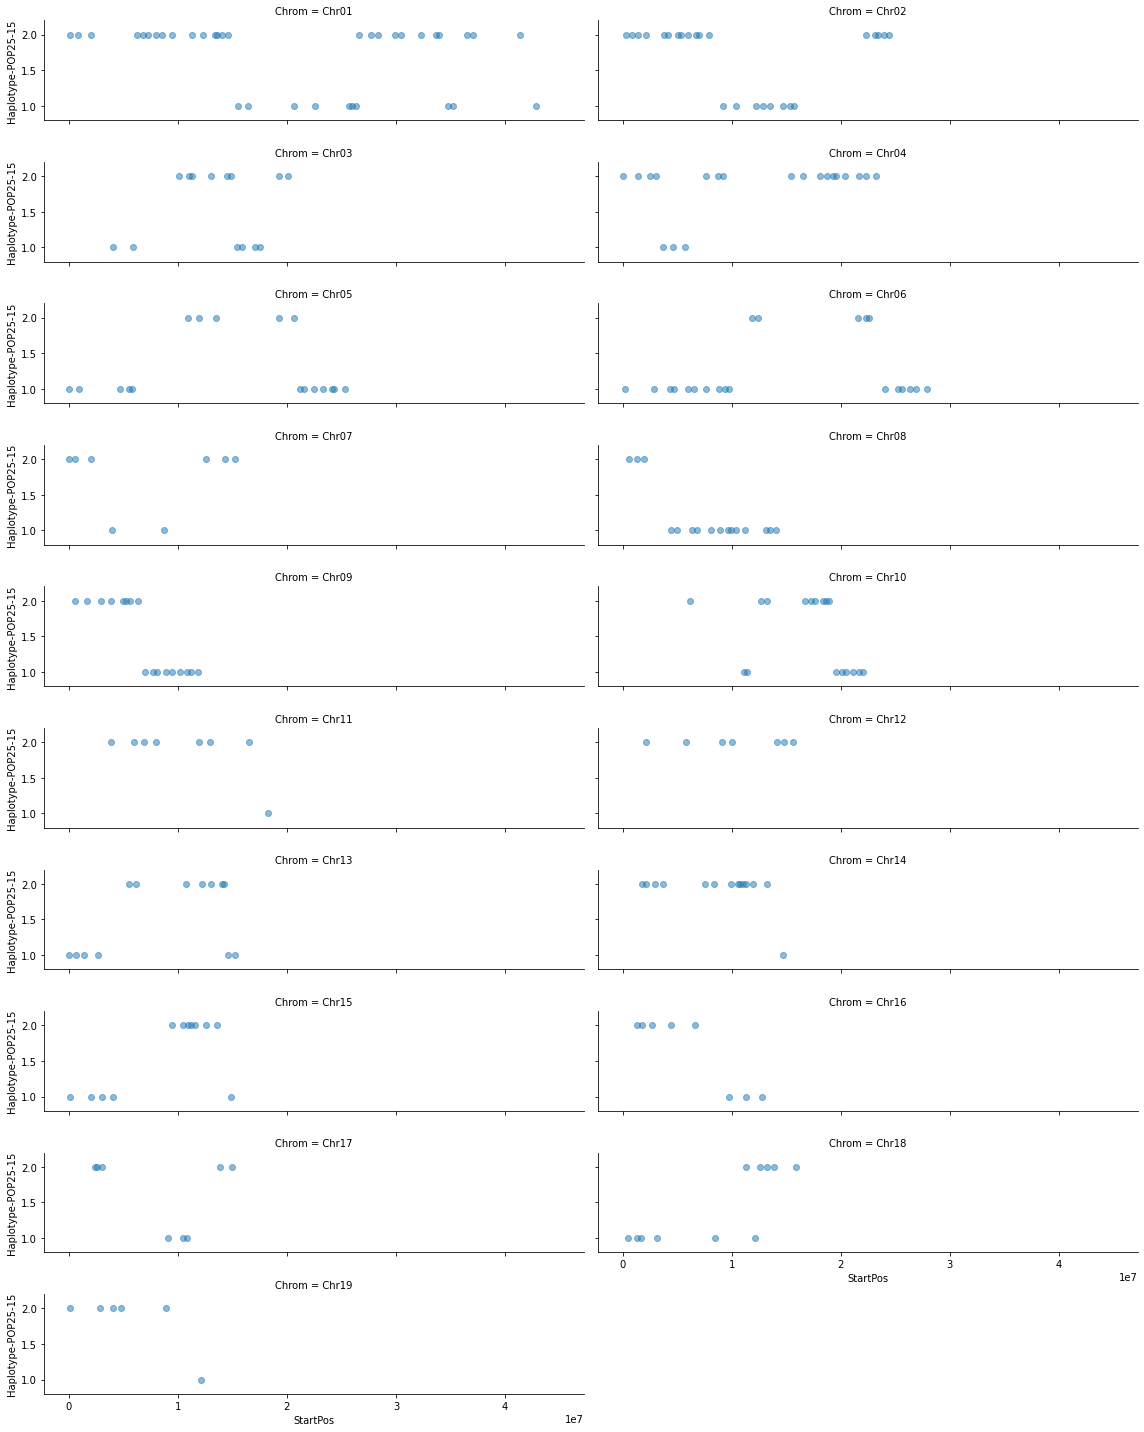 Chrom = Chr01
Chrom = Chr02
Haplotype-POP25-15
2.0
1.5
1.0
Chrom = Chr03
Chrom = Chr04
Haplotype-POP25-15
2.0
1.5
1.0
Chrom = Chr05
Chrom = Chr06
Haplotype-POP25-15
2.0
1.5
1.0
Chrom = Chr07
Chrom = Chr08
Haplotype-POP25-15
2.0
1.5
1.0
Chrom = Chr09
Chrom = Chr10
Haplotype-POP25-15
2.0
1.5
1.0
Chrom = Chr11
Chrom = Chr12
Haplotype-POP25-15
2.0
1.5
1.0
Chrom = Chr13
Chrom = Chr14
Haplotype-POP25-15
2.0
1.5
1.0
Chrom = Chr15
Chrom = Chr16
Haplotype-POP25-15
2.0
1.5
1.0
Chrom = Chr17
Chrom = Chr18
Haplotype-POP25-15
2.0
1.5
1.0
0 1 2 3 4
1e7
StartPos
Chrom = Chr19
Haplotype-POP25-15
2.0
1.5
1.0
0 1 2 3 4
1e7
StartPos